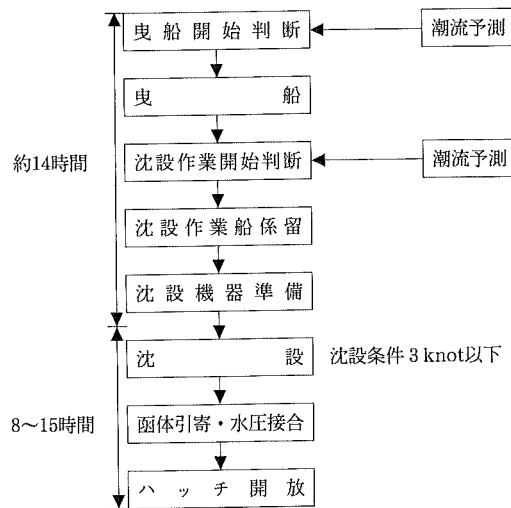 曳船開始判断
潮流予測
曳船
約14時間
沈設作業開始判断
潮流予測
沈設作業船係留
沈設機器準備
沈設
沈設条件3knot以下
8〜15時間
函体引寄・水圧接合
ハッチ開放